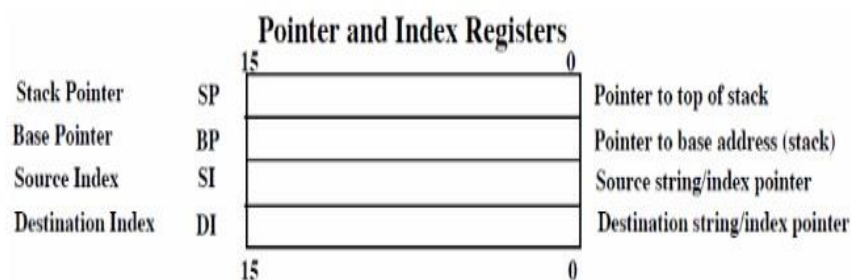 Pointer and Index Registers
15 0
Stack Pointer SP Pointer to top of stack
Base Pointer BP Pointer to base address (stack)
Source Index SI Source string/index pointer
Destination Index DI Destination string/index pointer
15 0